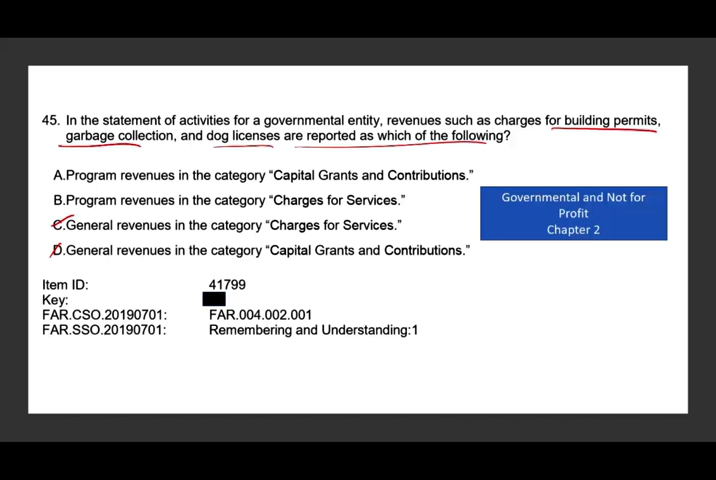 45. In the statement of activities for a governmental entity, revenues such as charges for building permits,
garbage collection, and dog licenses are reported as which of the following?
A.Program revenues in the category “Capital Grants and Contributions.”
B.Program revenues in the category “Charges for Services.”
C.General revenues in the category “Charges for Services.”
D.General revenues in the category “Capital Grants and Contributions.”
Governmental and Not for
Profit
Chapter 2
Item ID: 41799
Key:
FAR.CSO.20190701: FAR.004.002.001
FAR.SSO.20190701: Remembering and Understanding:1